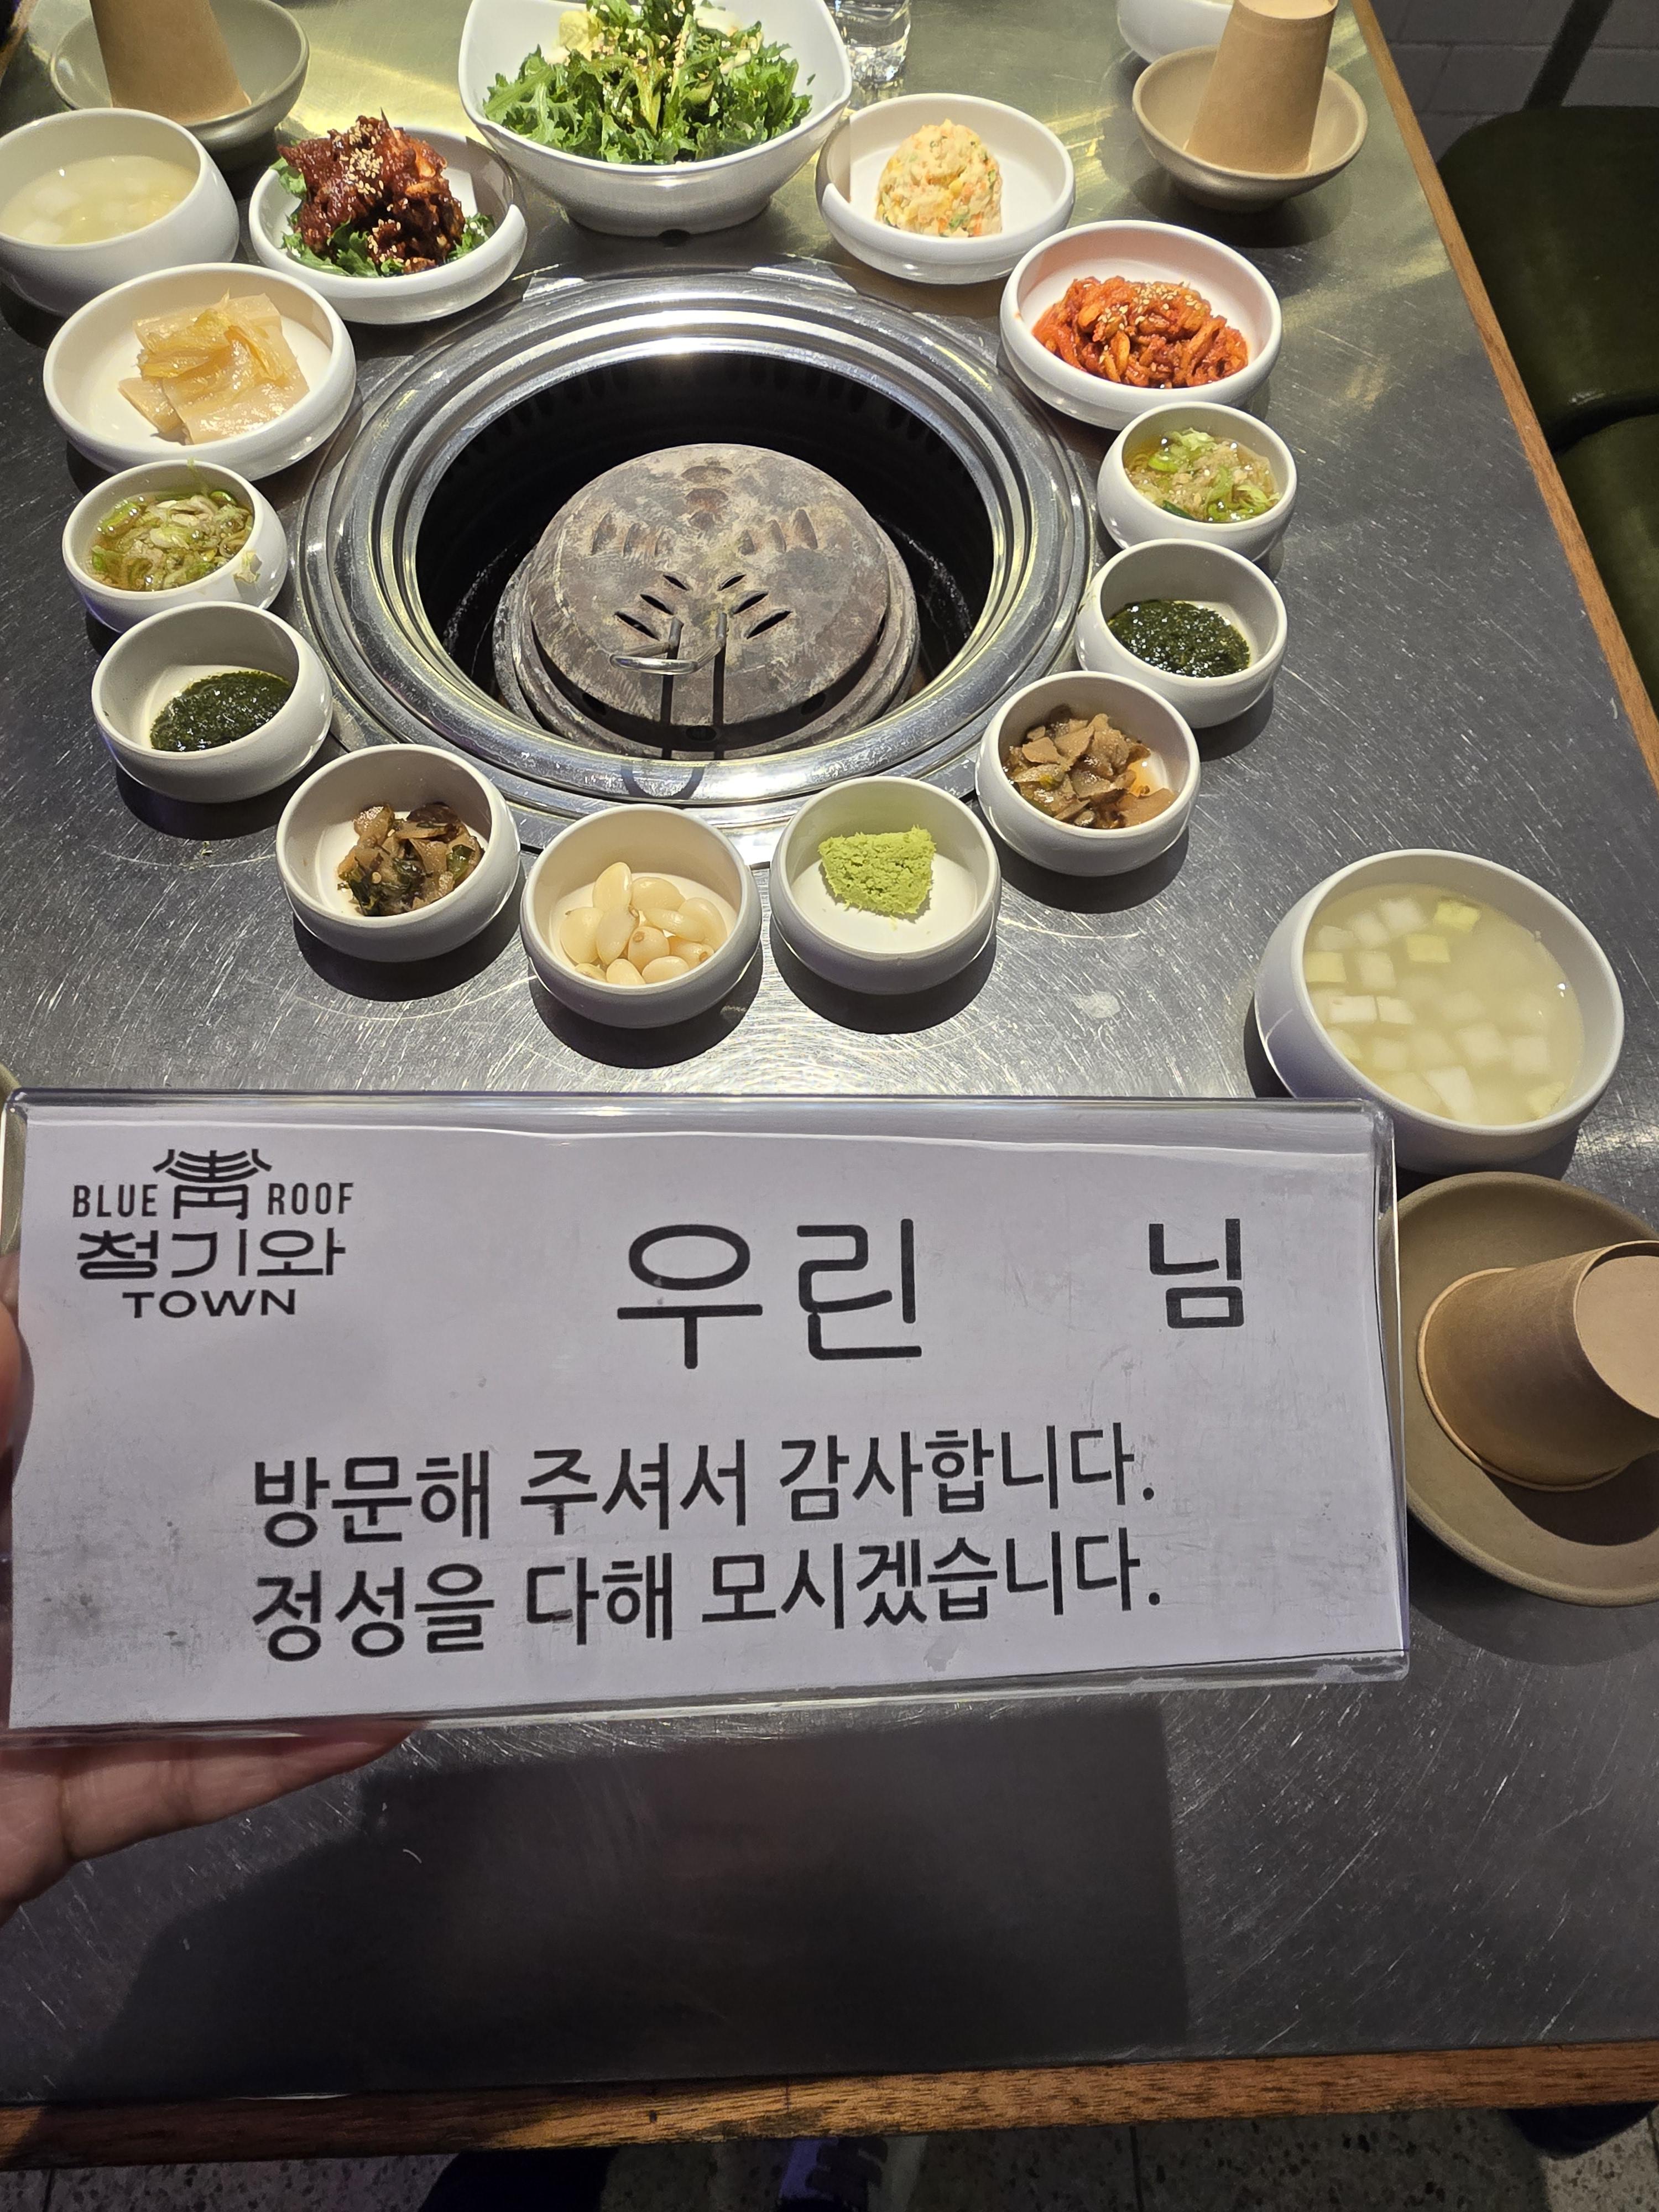 BLUE 靑 ROOF
청기와
TOWN
우린 님
방문해 주셔서 감사합니다.
정성을 다해 모시겠습니다.